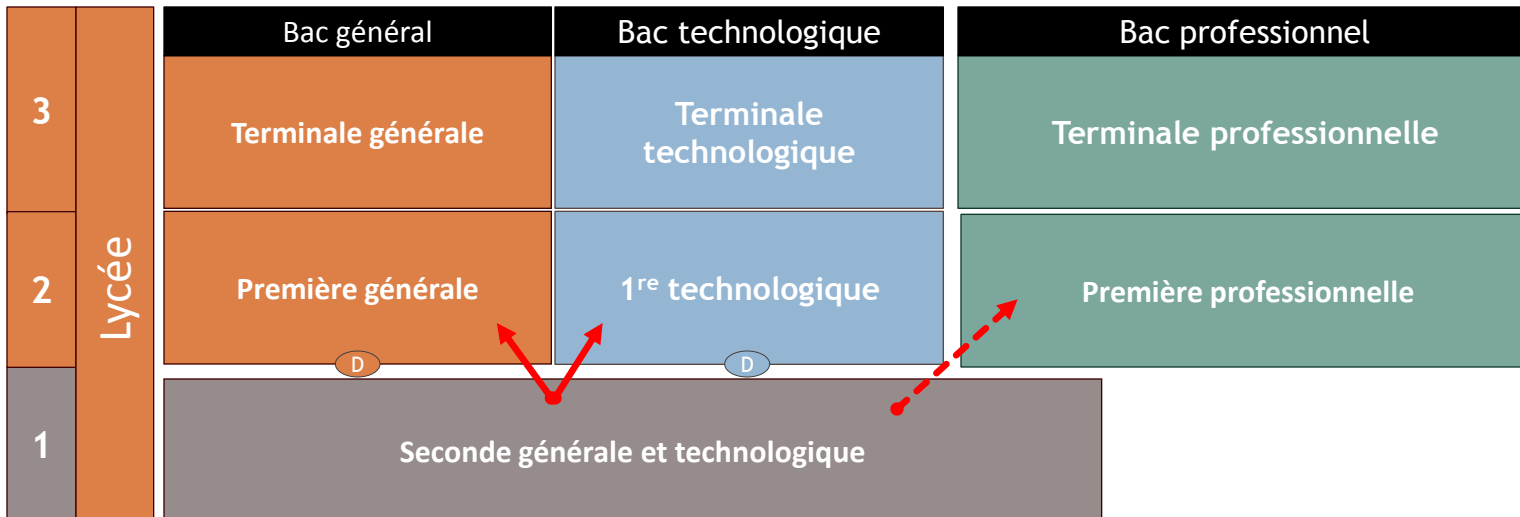 Bac général
Bac technologique
Bac professionnel
3
Lycée
Terminale générale
Terminale
technologique
Terminale professionnelle
2
Première générale
1re technologique
Première professionnelle
D
D
1
Seconde générale et technologique